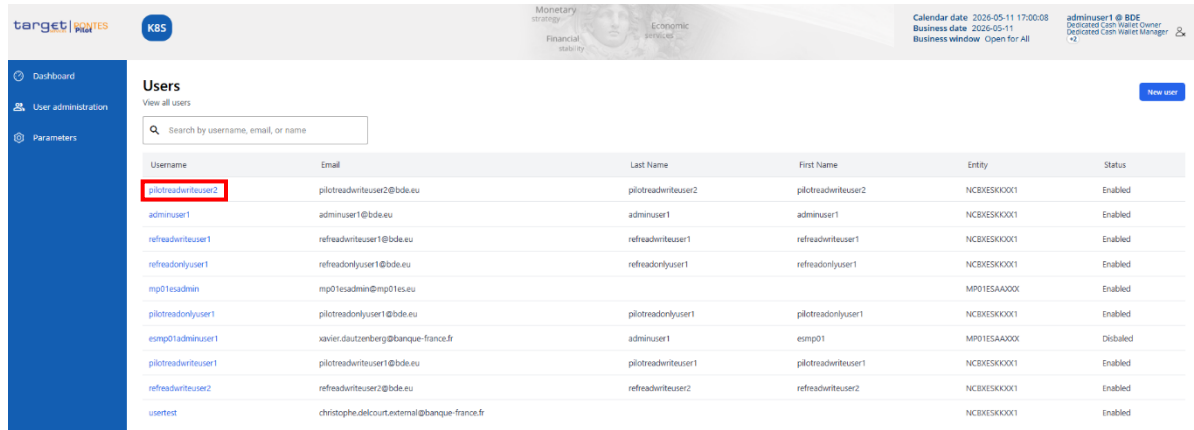 target | PONTES
Pilot
K8S
Monetary
strategy
Financial
stability
Economic
services
Calendar date 2026-05-11 17:00:08
Business date 2026-05-11
Business window Open for All
adminuser1 @ BDE
Dedicated Cash Wallet Owner
Dedicated Cash Wallet Manager
+2
Dashboard
User administration
Parameters
Users
View all users
New user
Search by username, email, or name
Username Email Last Name First Name Entity Status
pilotreadwriteuser2 pilotreadwriteuser2@bde.eu pilotreadwriteuser2 pilotreadwriteuser2 NCBXESKKXX1 Enabled
adminuser1 adminuser1@bde.eu adminuser1 adminuser1 NCBXESKKXX1 Enabled
refreadwriteuser1 refreadwriteuser1@bde.eu refreadwriteuser1 refreadwriteuser1 NCBXESKKXX1 Enabled
refreadonlyuser1 refreadonlyuser1@bde.eu refreadonlyuser1 refreadonlyuser1 NCBXESKKXX1 Enabled
mp01esadmin mp01esadmin@mp01es.eu MP01ESAAXXX Enabled
pilotreadonlyuser1 pilotreadonlyuser1@bde.eu pilotreadonlyuser1 pilotreadonlyuser1 NCBXESKKXX1 Enabled
esmp01adminuser1 xavier.dautzenberg@banque-france.fr adminuser1 esmp01 MP01ESAAXXX Disbaled
pilotreadwriteuser1 pilotreadwriteuser1@bde.eu pilotreadwriteuser1 pilotreadwriteuser1 NCBXESKKXX1 Enabled
refreadwriteuser2 refreadwriteuser2@bde.eu refreadwriteuser2 refreadwriteuser2 NCBXESKKXX1 Enabled
usertest christophe.delcourt.external@banque-france.fr NCBXESKKXX1 Enabled